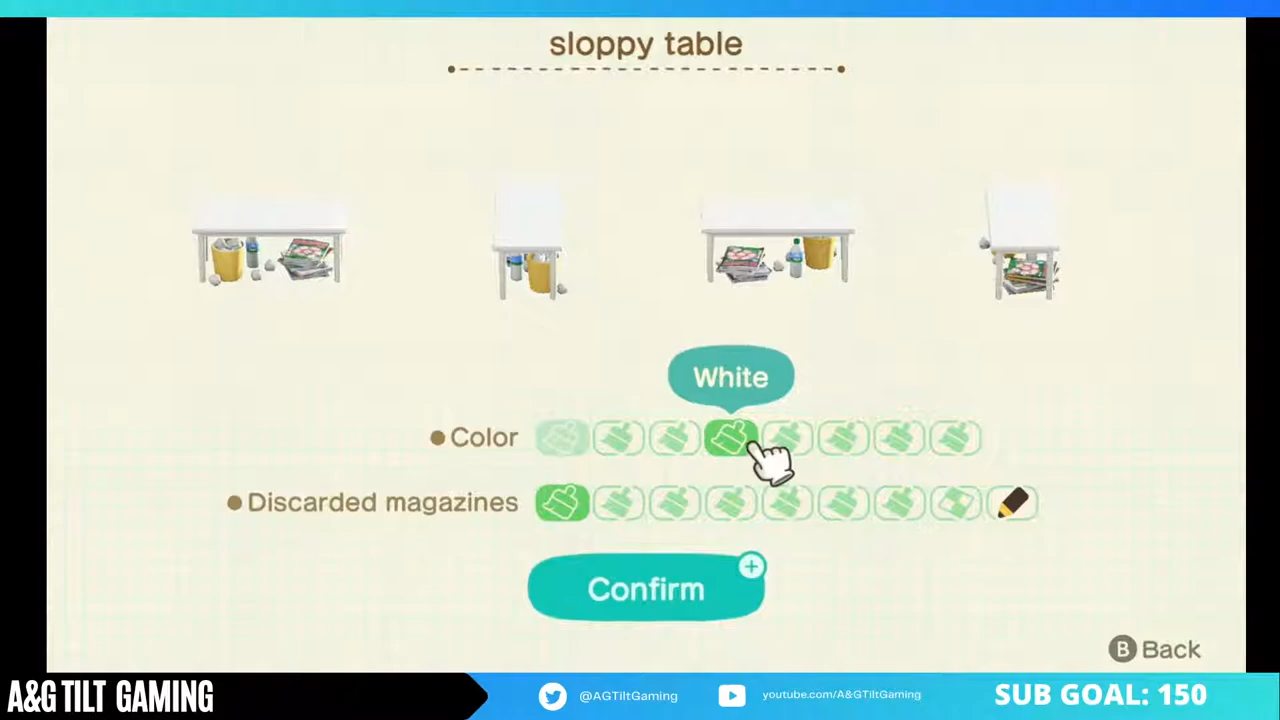 sloppy table
White
Color
Discarded magazines
Confirm
B Back
A&G TILT GAMING
@AGTiltGaming
youtube.com/A&GTiltGaming
SUB GOAL: 150